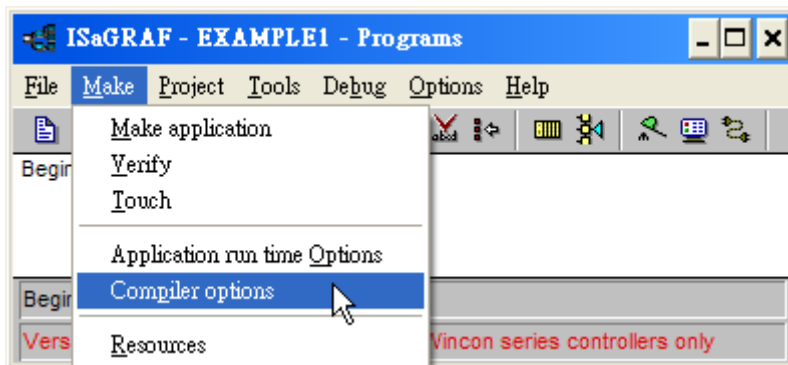 ISaGRAF - EXAMPLE1 - Programs
File Make Project Tools Debug Options Help
Make application
Verify
Touch
Application run time Options
Compiler options
Resources
Begin
Begin
Vers
Wincon series controllers only